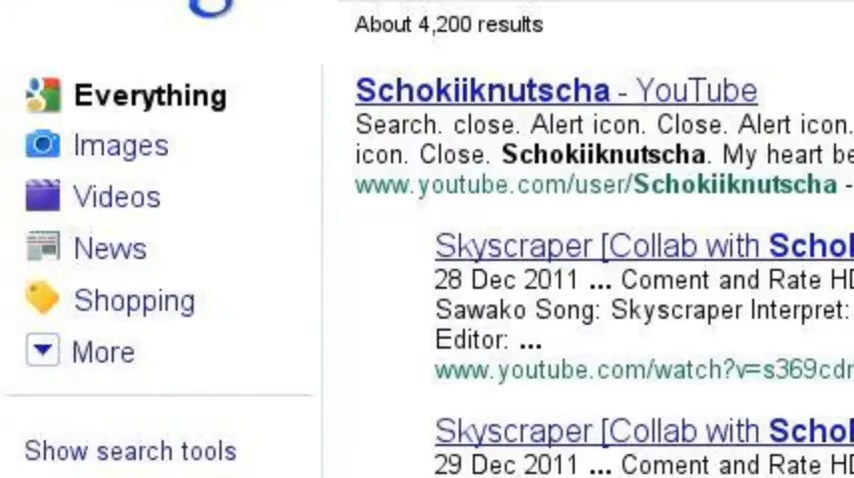 About 4,200 results
Everything
Images
Videos
News
Shopping
More
Show search tools
Schokiiknutscha - YouTube
Search. close. Alert icon. Close. Alert icon.
icon. Close. Schokiiknutscha. My heart be
www.youtube.com/user/Schokiiknutscha -
Skyscraper [Collab with Schok
28 Dec 2011 ... Coment and Rate HD
Sawako Song: Skyscraper Interpret:
Editor: ...
www.youtube.com/watch?v=s369cdr
Skyscraper [Collab with Schok
29 Dec 2011 ... Coment and Rate HD